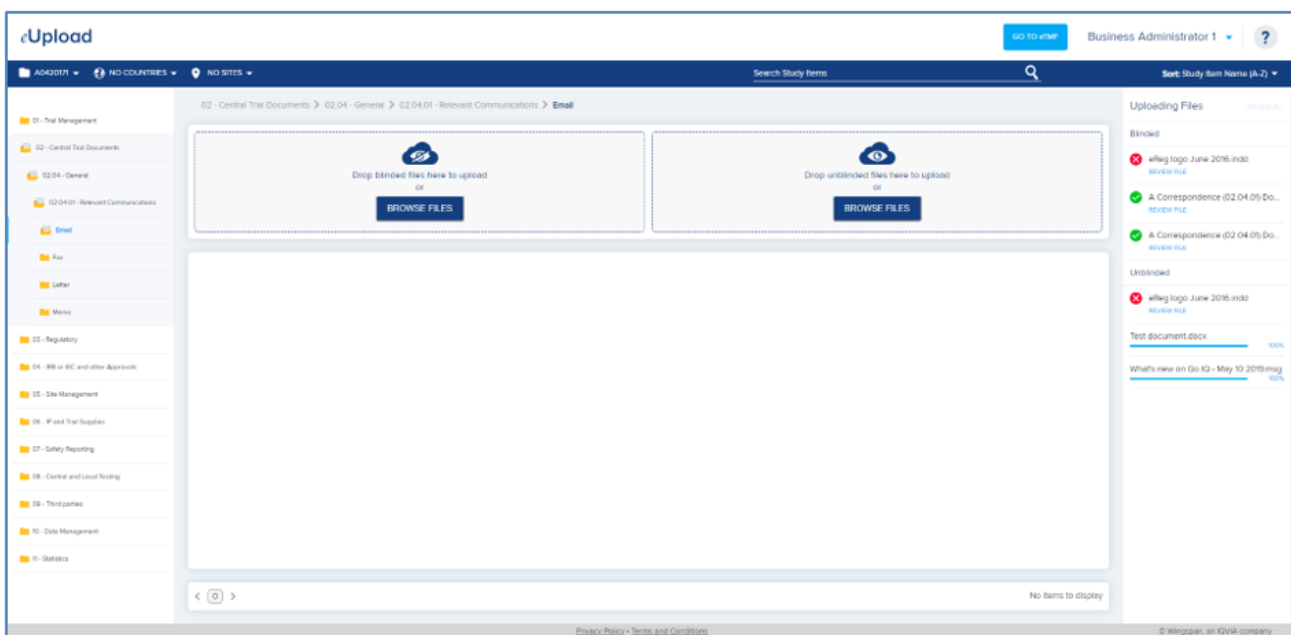 eUpload
GO TO eTMF
Business Administrator 1
?
A0420171
NO COUNTRIES
NO SITES
Search Study Items
Sort: Study Item Name (A-Z)
01 - Trial Management
02 - Central Trial Documents
02.04 - General
02.04.01 - Relevant Communications
Email
Fax
Letter
Memo
03 - Regulatory
04 - IRB or IEC and other Approvals
05 - Site Management
06 - IP and Trial Supplies
07 - Safety Reporting
08 - Central and Local Testing
09 - Third parties
10 - Data Management
11 - Statistics
02 - Central Trial Documents > 02.04 - General > 02.04.01 - Relevant Communications > Email
Drop blinded files here to upload
or
BROWSE FILES
Drop unblinded files here to upload
or
BROWSE FILES
< 0 >
No items to display
Uploading Files
REVIEW ALL
Blinded
eReg logo June 2016.indd
REVIEW FILE
A Correspondence (02.04.01) Do...
REVIEW FILE
A Correspondence (02.04.01) Do...
REVIEW FILE
Unblinded
eReg logo June 2016.indd
REVIEW FILE
Test document.docx
100%
What's new on Go IQ - May 10 2019.msg
100%
Privacy Policy • Terms and Conditions
© Wingspan, an IQVIA company